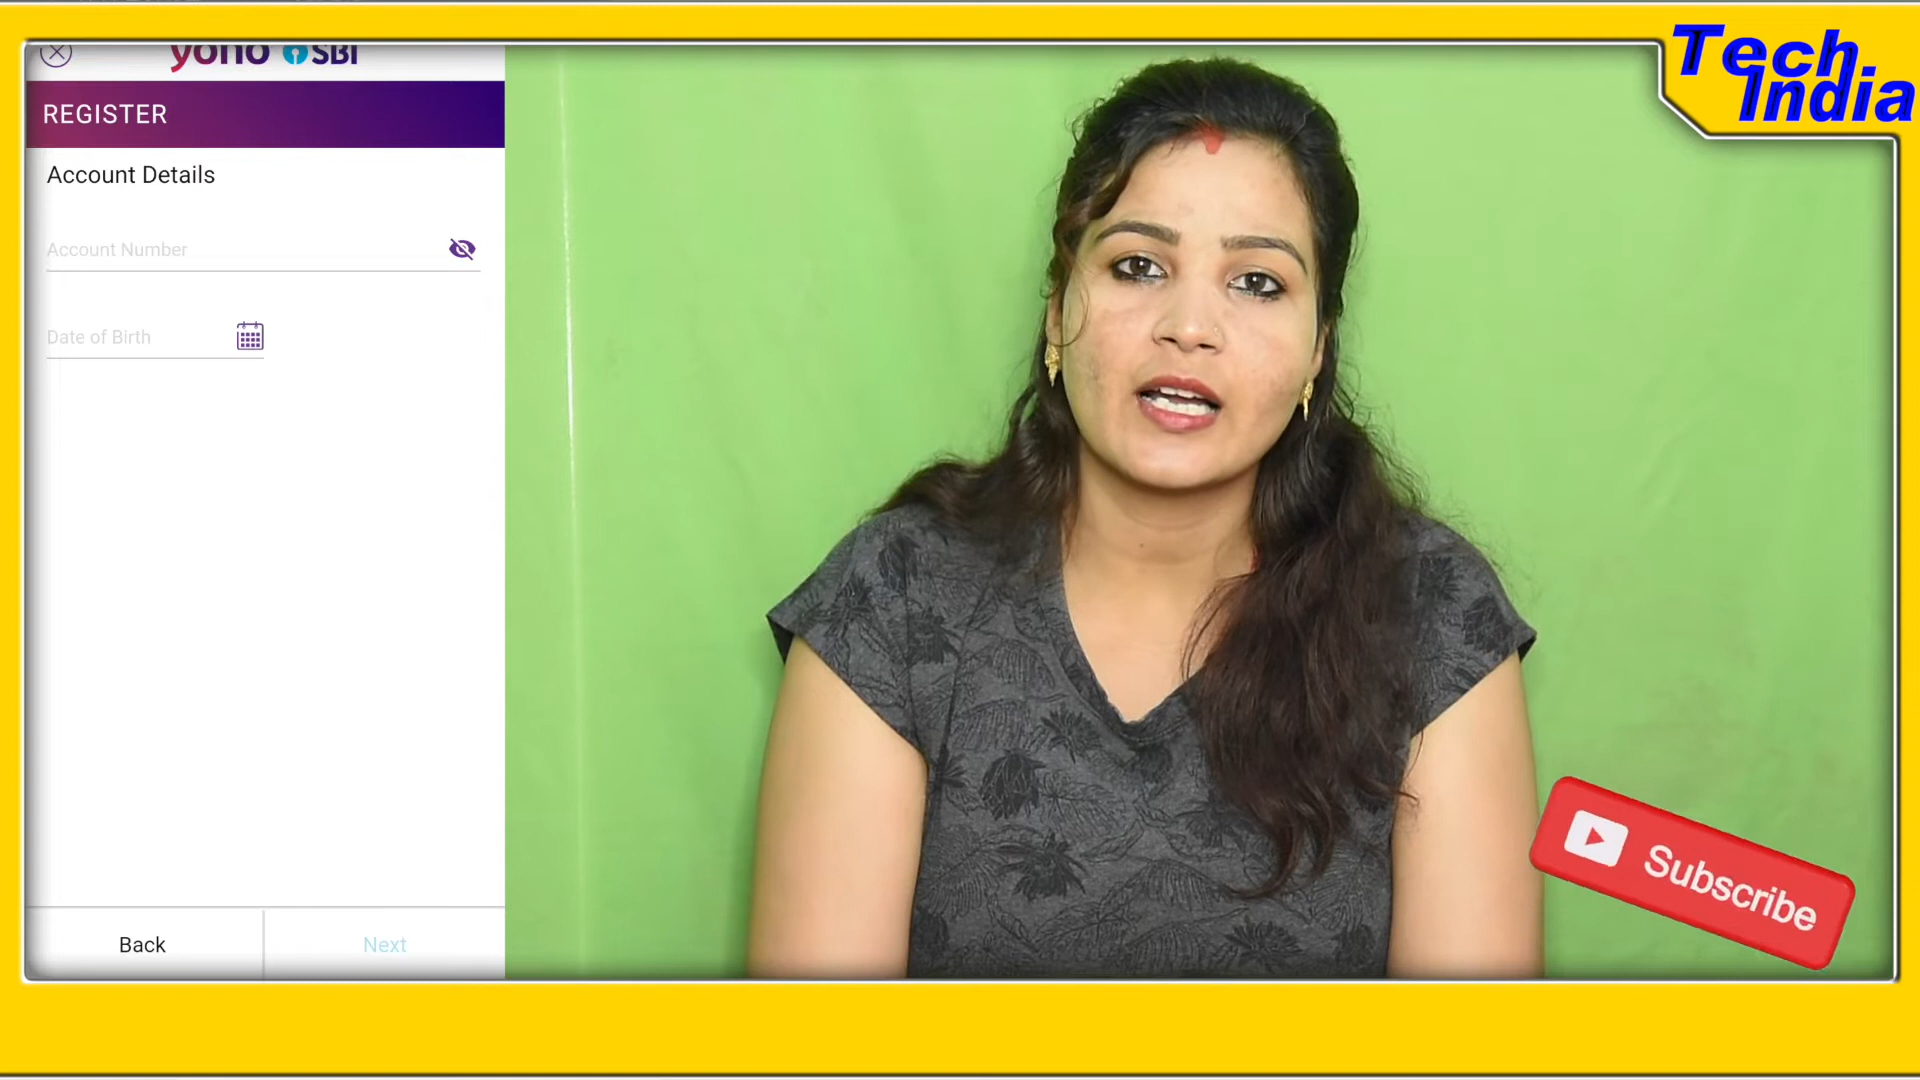 yono SBI
Tech
India
REGISTER
Account Details
Account Number
Date of Birth
Subscribe
Back
Next